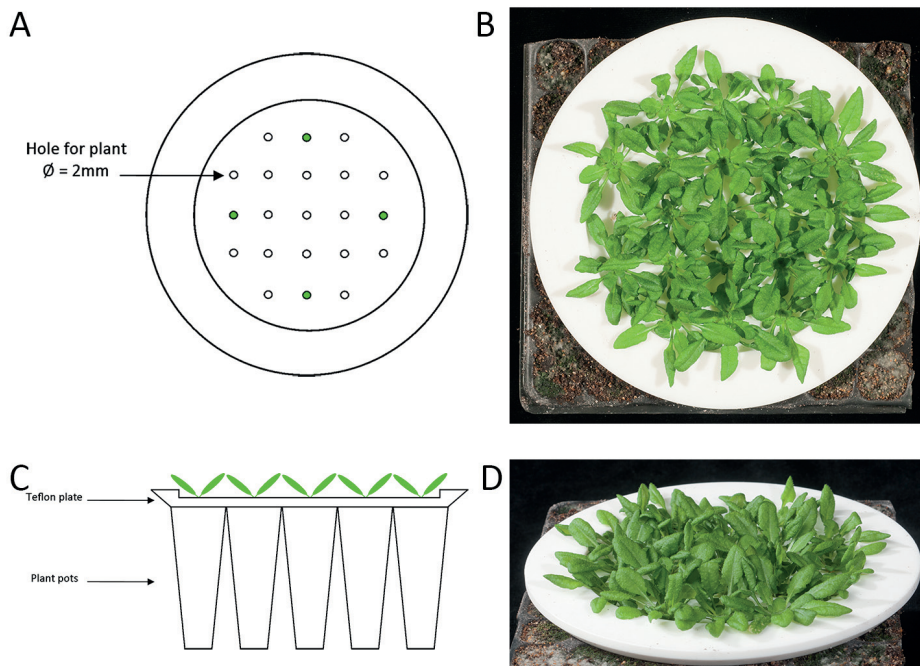 A
B
Hole for plant
Ø = 2mm
C
D
Teflon plate
Plant pots